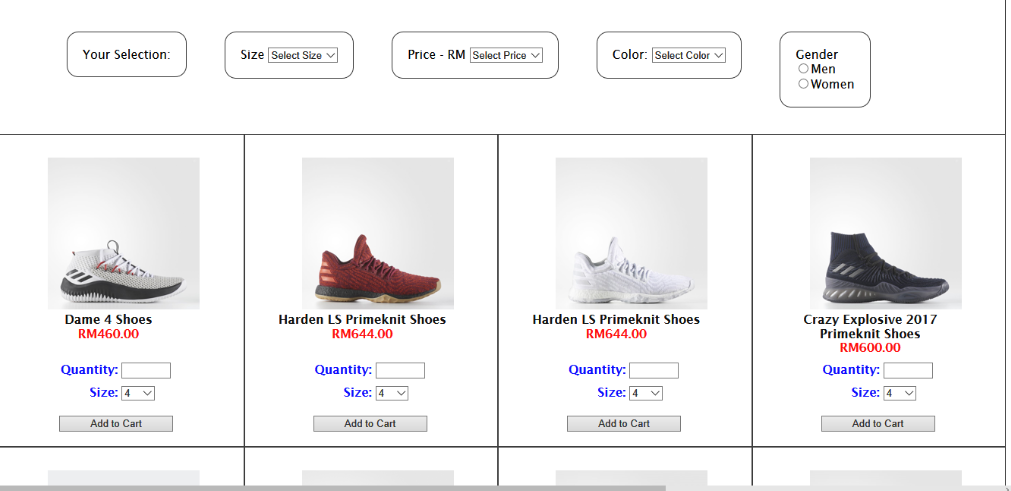 Your Selection:
Size Select Size
Price - RM Select Price
Color: Select Color
Gender
Men
Women
Dame 4 Shoes
RM460.00
Quantity:
Size: 4
Add to Cart
Harden LS Primeknit Shoes
RM644.00
Quantity:
Size: 4
Add to Cart
Harden LS Primeknit Shoes
RM644.00
Quantity:
Size: 4
Add to Cart
Crazy Explosive 2017
Primeknit Shoes
RM600.00
Quantity:
Size: 4
Add to Cart